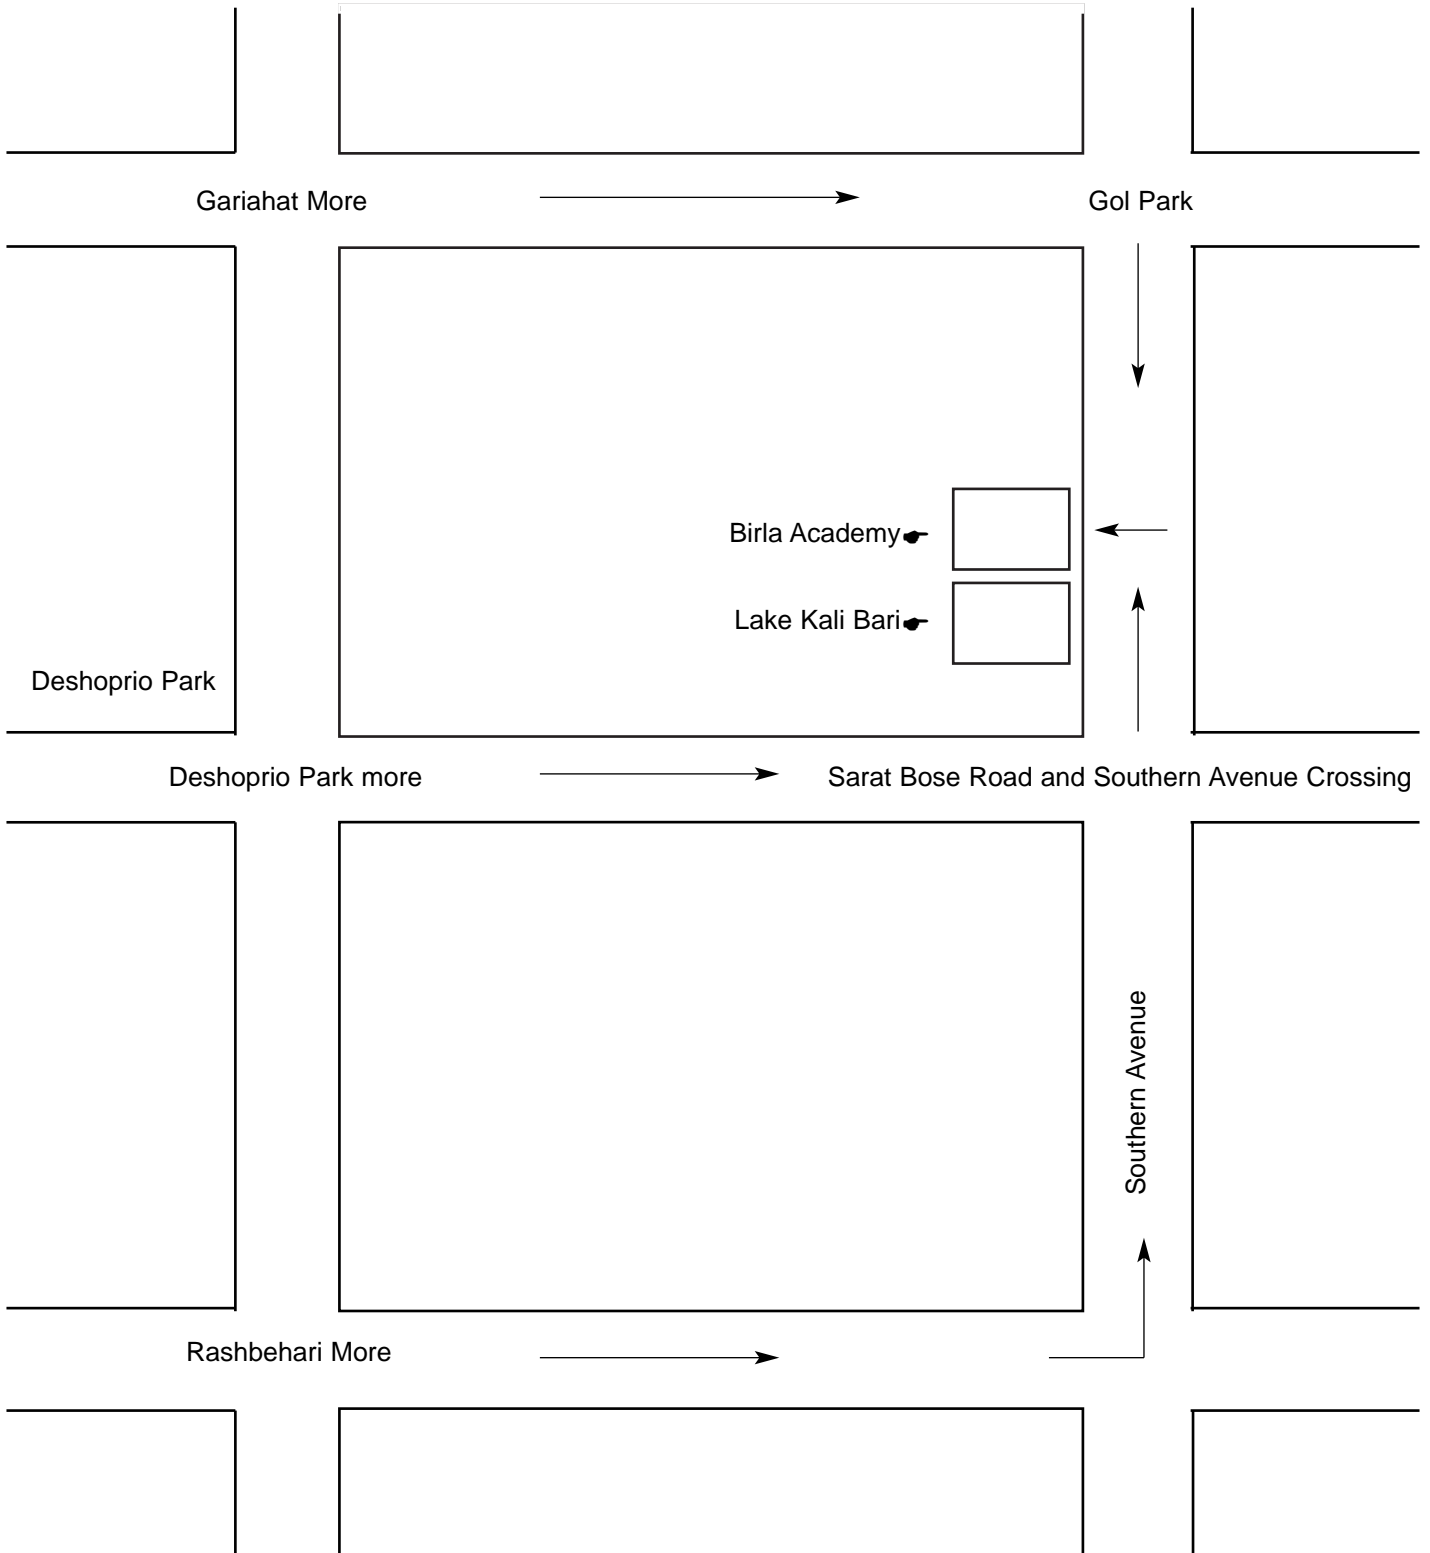 Gariahat More
Gol Park
Birla Academy
Lake Kali Bari
Deshoprio Park
Deshoprio Park more
Sarat Bose Road and Southern Avenue Crossing
Southern Avenue
Rashbehari More